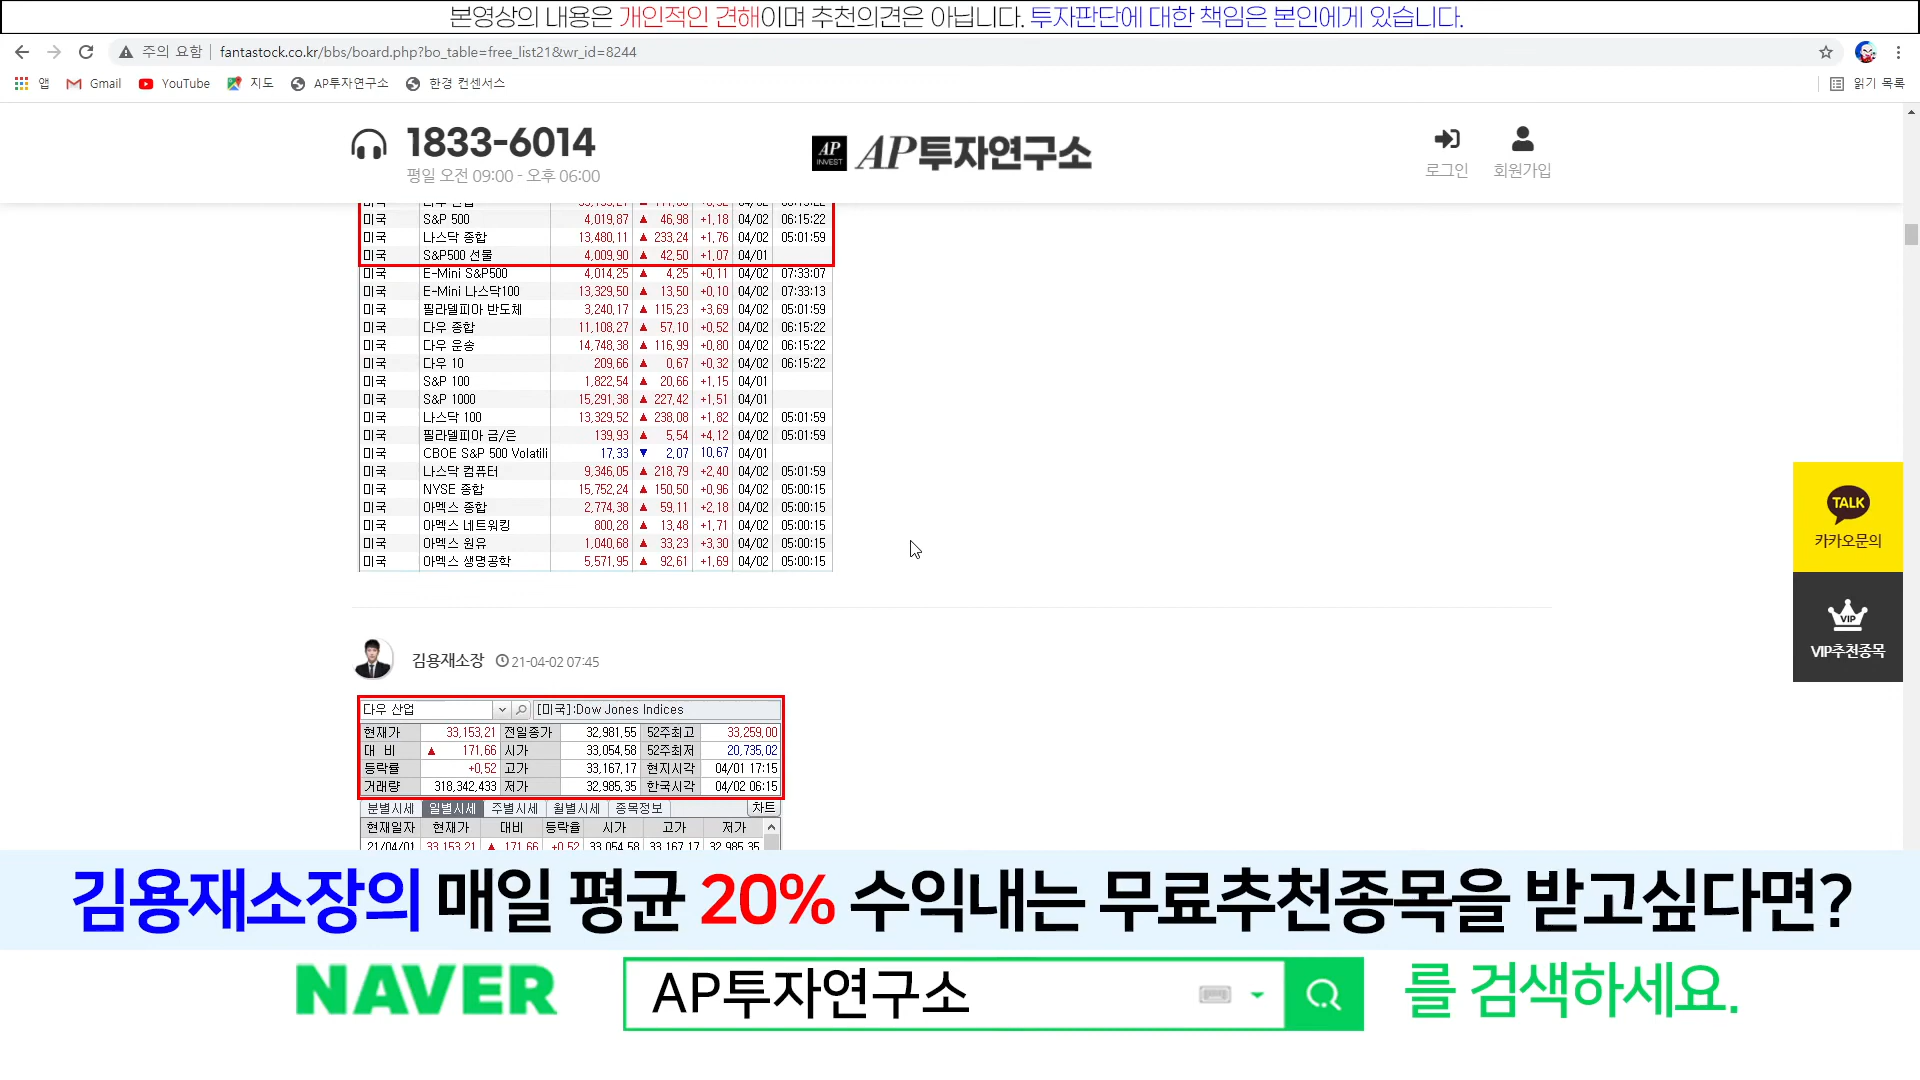 본영상의 내용은 개인적인 견해이며 추천의견은 아닙니다. 투자판단에 대한 책임은 본인에게 있습니다.
주의 요함 fantastock.co.kr/bbs/board.php?bo_table=free_list21&wr_id=8244
앱 Gmail YouTube 지도 AP투자연구소 한경 컨센서스 읽기 목록
1833-6014
평일 오전 09:00 - 오후 06:00
AP INVEST AP투자연구소
로그인 회원가입
미국 S&P 500 4,019.87 ▲ 46.98 +1.18 04/02 06:15:22
미국 나스닥 종합 13,480.11 ▲ 233.24 +1.76 04/02 05:01:59
미국 S&P500 선물 4,009.90 ▲ 42.50 +1.07 04/01
미국 E-Mini S&P500 4,014.25 ▲ 4.25 +0.11 04/02 07:33:07
미국 E-Mini 나스닥100 13,329.50 ▲ 13.50 +0.10 04/02 07:33:13
미국 필라델피아 반도체 3,240.17 ▲ 115.23 +3.69 04/02 05:01:59
미국 다우 종합 11,108.27 ▲ 57.10 +0.52 04/02 06:15:22
미국 다우 운송 14,748.38 ▲ 116.99 +0.80 04/02 06:15:22
미국 다우 10 209.66 ▲ 0.67 +0.32 04/02 06:15:22
미국 S&P 100 1,822.54 ▲ 20.66 +1.15 04/01
미국 S&P 1000 15,291.38 ▲ 227.42 +1.51 04/01
미국 나스닥 100 13,329.52 ▲ 238.08 +1.82 04/02 05:01:59
미국 필라델피아 금/은 139.93 ▲ 5.54 +4.12 04/02 05:01:59
미국 CBOE S&P 500 Volatili 17.33 ▼ 2.07 10.67 04/01
미국 나스닥 컴퓨터 9,346.05 ▲ 218.79 +2.40 04/02 05:01:59
미국 NYSE 종합 15,752.24 ▲ 150.50 +0.96 04/02 05:00:15
미국 아멕스 종합 2,774.38 ▲ 59.11 +2.18 04/02 05:00:15
미국 아멕스 네트워킹 800.28 ▲ 13.48 +1.71 04/02 05:00:15
미국 아멕스 원유 1,040.68 ▲ 33.23 +3.30 04/02 05:00:15
미국 아멕스 생명공학 5,571.95 ▲ 92.61 +1.69 04/02 05:00:15
TALK
카카오문의
VIP
VIP추천종목
김용재소장 21-04-02 07:45
다우 산업 [미국]:Dow Jones Indices
현재가 33,153.21 전일종가 32,981.55 52주최고 33,259.00
대 비 ▲ 171.66 시가 33,054.58 52주최저 20,735.02
등락률 +0.52 고가 33,167.17 현지시각 04/01 17:15
거래량 318,342,433 저가 32,985.35 한국시각 04/02 06:15
분별시세 일별시세 주별시세 월별시세 종목정보 차트
현재일자 현재가 대비 등락율 시가 고가 저가
21/04/01 33,153.21 ▲ 171.66 +0.52 33,054.58 33,167.17 32,985.35
김용재소장의 매일 평균 20% 수익내는 무료추천종목을 받고싶다면?
NAVER AP투자연구소 를 검색하세요.